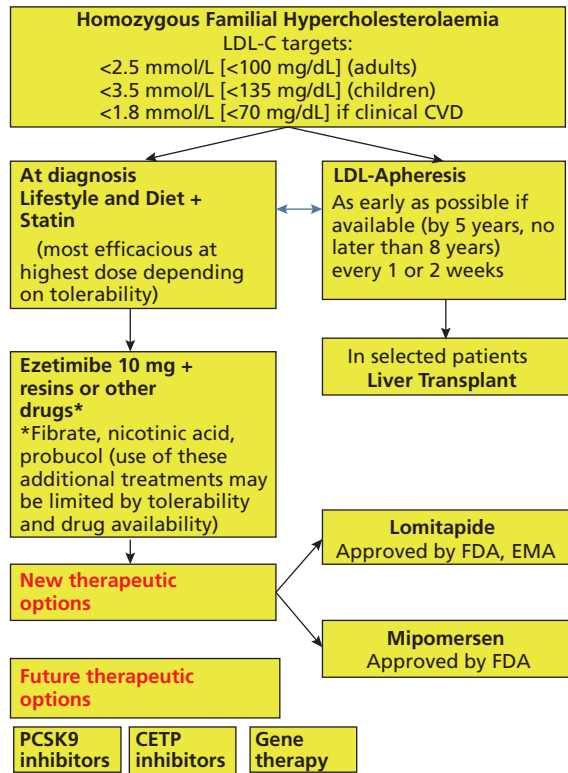 Homozygous Familial Hypercholesterolaemia
LDL-C targets:
<2.5 mmol/L [<100 mg/dL] (adults)
<3.5 mmol/L [<135 mg/dL] (children)
<1.8 mmol/L [<70 mg/dL] if clinical CVD
At diagnosis
Lifestyle and Diet +
Statin
(most efficacious at
highest dose depending
on tolerability)
LDL-Apheresis
As early as possible if
available (by 5 years, no
later than 8 years)
every 1 or 2 weeks
In selected patients
Liver Transplant
Ezetimibe 10 mg +
resins or other
drugs*
*Fibrate, nicotinic acid,
probucol (use of these
additional treatments may
be limited by tolerability
and drug availability)
New therapeutic
options
Lomitapide
Approved by FDA, EMA
Mipomersen
Approved by FDA
Future therapeutic
options
PCSK9
inhibitors
CETP
inhibitors
Gene
therapy